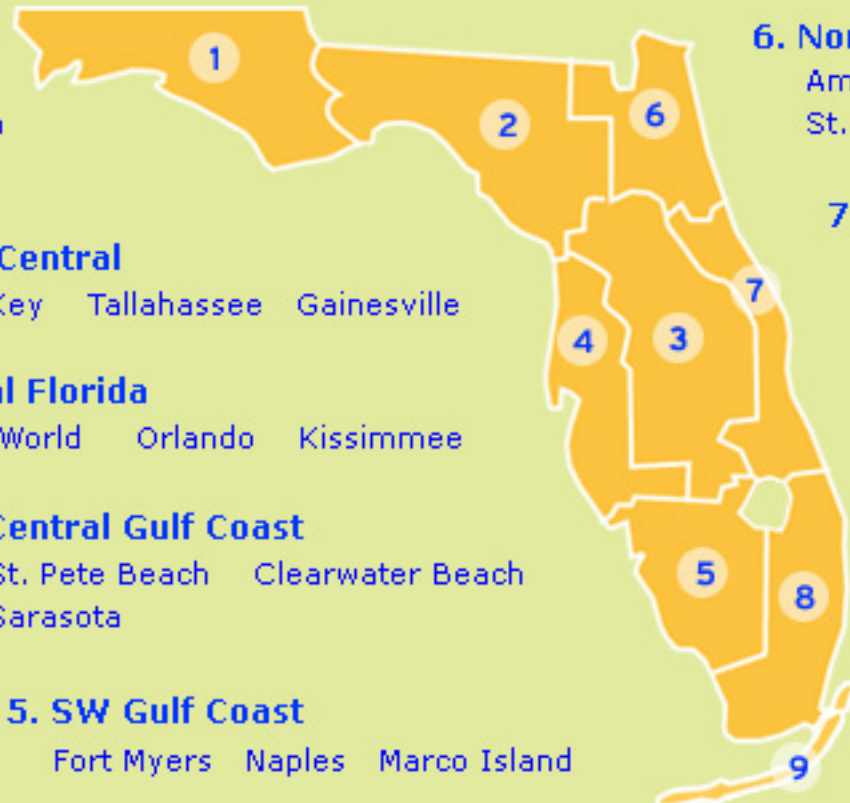 1
6. Nor
Am
2
6
St.
7
Central
Key Tallahassee Gainesville
7
4
3
l Florida
World Orlando Kissimmee
Central Gulf Coast
St. Pete Beach Clearwater Beach
5
8
Sarasota
5. SW Gulf Coast
Fort Myers Naples Marco Island
9